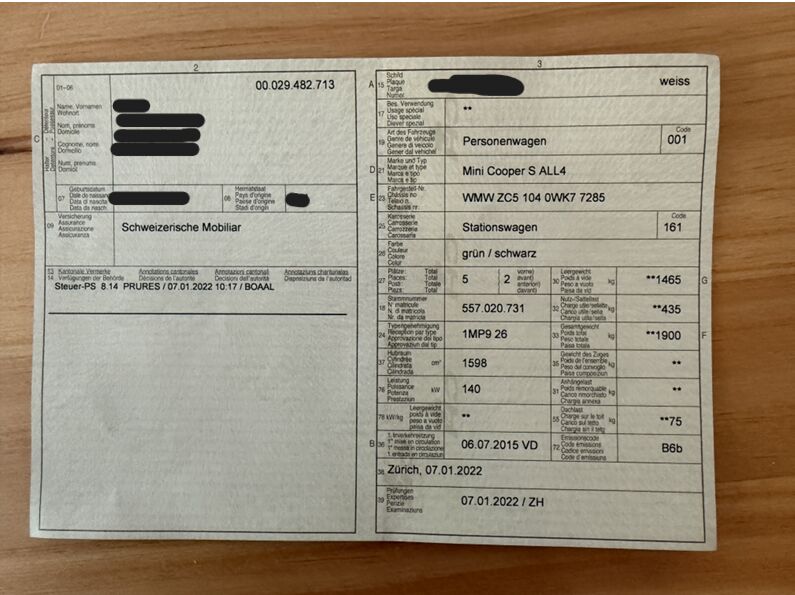 2
01-06
00.029.482.713
Name, Vornamen
Wohnort
Nom, prénoms
Domicile
Cognome, nomi
Domicilio
Num, prenums
Domicil
C
07
Geburtsdatum
Date de naissance
Data di nascita
Data da nasch.
08
Heimatstaat
Pays d'origine
Paese d'origine
Stadi d'origin
09
Versicherung
Assurance
Assicurazione
Assicuranza
Schweizerische Mobiliar
13 Kantonale Vermerke Annotations cantonales Annotazioni cantonali Annotaziuns chantunalas
14 Verfügungen der Behörde Décisions de l'autorité Decisioni dell'autorità Disposiziuns da l'autoritad
Steuer-PS 8.14 PRURES / 07.01.2022 10:17 / BOAAL
3
A 15
Schild
Plaque
Targa
Numer
weiss
17
Bes. Verwendung
Usage spécial
Uso speciale
Diever spezial
**
19
Art des Fahrzeugs
Genre de véhicule
Genere di veicolo
Gener dal vehichel
Personenwagen
Code
001
D 21
Marke und Typ
Marque et type
Marca e tipo
Marca e tip
Mini Cooper S ALL4
E 23
Fahrgestell-Nr.
Châssis no
Telaio n.
Schassis nr.
WMW ZC5 104 0WK7 7285
25
Karosserie
Carrosserie
Carrozzeria
Carossaria
Stationswagen
Code
161
26
Farbe
Couleur
Colore
Colur
grün / schwarz
27
Plätze: Total
Places: Total
Posti: Totale
Plazs: Total
5
2
vorne)
avant)
anteriori)
davant)
30
Leergewicht
Poids à vide
Peso a vuoto
Paisa da vid
kg
**1465
G
18
Stammnummer
N° matricule
N. di matricola
Nr. da matricla
557.020.731
32
Nutz-/Sattellast
Charge utile/sellette
Carico utile/sella
Chargia utila/sella
kg
**435
24
Typengenehmigung
Réception par type
Approvazione del tipo
Approvaziun dal tip
1MP9 26
33
Gesamtgewicht
Poids total
Peso totale
Paisa totala
kg
**1900
F
37
Hubraum
Cylindrée
Cilindrata
Cilindrada
cm³
1598
35
Gewicht des Zuges
Poids de l'ensemble
Peso del convoglio
Paisa cumposiziun
kg
**
76
Leistung
Puissance
Potenza
Prestaziun
kW
140
31
Anhängelast
Poids remorquable
Peso rimorchiato
Chargia annexa
kg
**
78 kW/kg
Leergewicht
poids à vide
peso a vuoto
paisa da vid
**
55
Dachlast
Charge sur le toit
Carico sul tetto
Chargia sin il tetg
kg
**75
B 36
1. Inverkehrsetzung
1re mise en circulation
1a messa in circolazione
1. entrada en circulaziun
06.07.2015 VD
72
Emissionscode
Code émissions
Codice emissioni
Code d'emissiuns
B6b
38
Zürich, 07.01.2022
39
Prüfungen
Expertises
Perizie
Examinaziuns
07.01.2022 / ZH